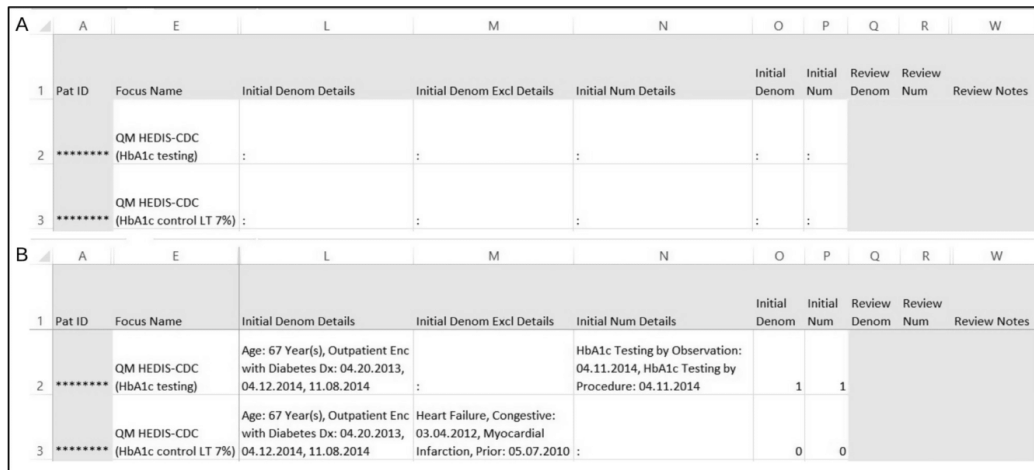 A
A E L M N O P Q R W
Initial Initial Review Review
1 Pat ID Focus Name Initial Denom Details Initial Denom Excl Details Initial Num Details Denom Num Denom Num Review Notes
QM HEDIS-CDC
2 ******** (HbA1c testing) : : : : :
QM HEDIS-CDC
3 ******** (HbA1c control LT 7%) : : : : :
B
A E L M N O P Q R W
Initial Initial Review Review
1 Pat ID Focus Name Initial Denom Details Initial Denom Excl Details Initial Num Details Denom Num Denom Num Review Notes
Age: 67 Year(s), Outpatient Enc HbA1c Testing by Observation:
QM HEDIS-CDC with Diabetes Dx: 04.20.2013, 04.11.2014, HbA1c Testing by
2 ******** (HbA1c testing) 04.12.2014, 11.08.2014 : Procedure: 04.11.2014 1 1
Age: 67 Year(s), Outpatient Enc Heart Failure, Congestive:
QM HEDIS-CDC with Diabetes Dx: 04.20.2013, 03.04.2012, Myocardial
3 ******** (HbA1c control LT 7%) 04.12.2014, 11.08.2014 Infarction, Prior: 05.07.2010 : 0 0